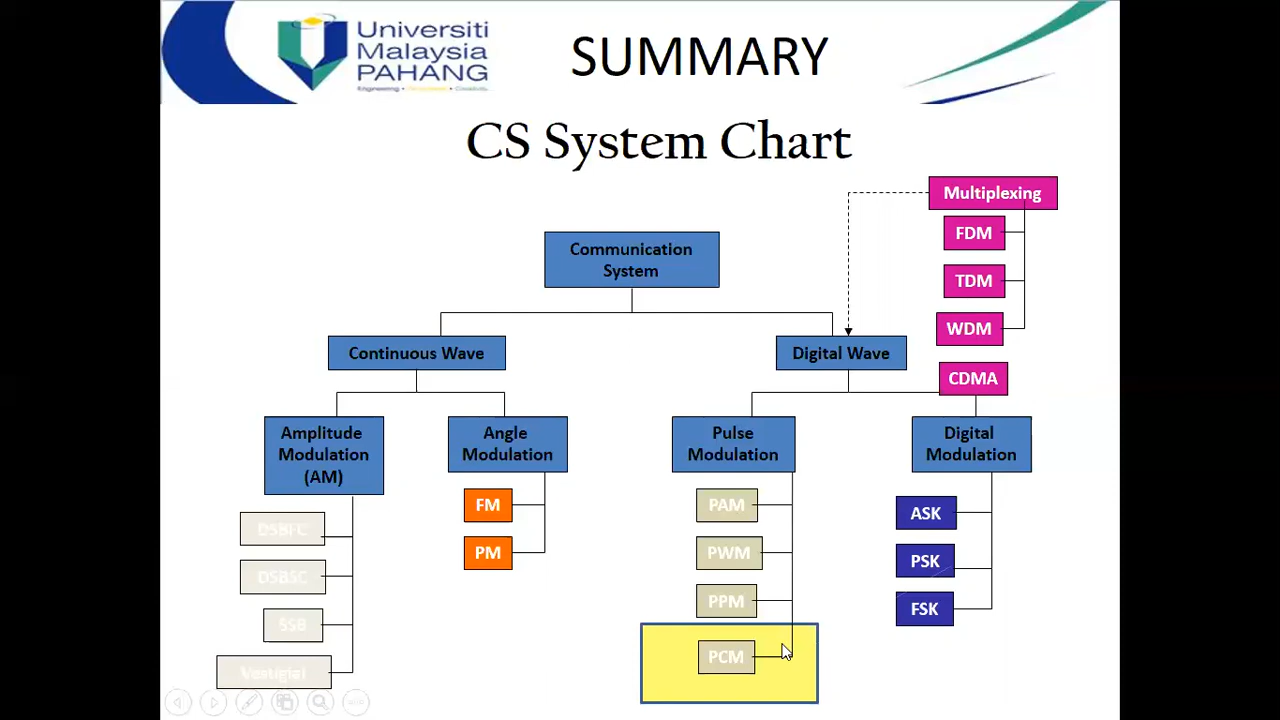 Universiti
Malaysia
PAHANG
SUMMARY
CS System Chart
Multiplexing
FDM
TDM
WDM
CDMA
Communication
System
Continuous Wave
Digital Wave
Amplitude
Modulation
(AM)
Angle
Modulation
Pulse
Modulation
Digital
Modulation
DSBFC
DSBSC
SSB
Vestigial
FM
PM
PAM
PWM
PPM
PCM
ASK
PSK
FSK